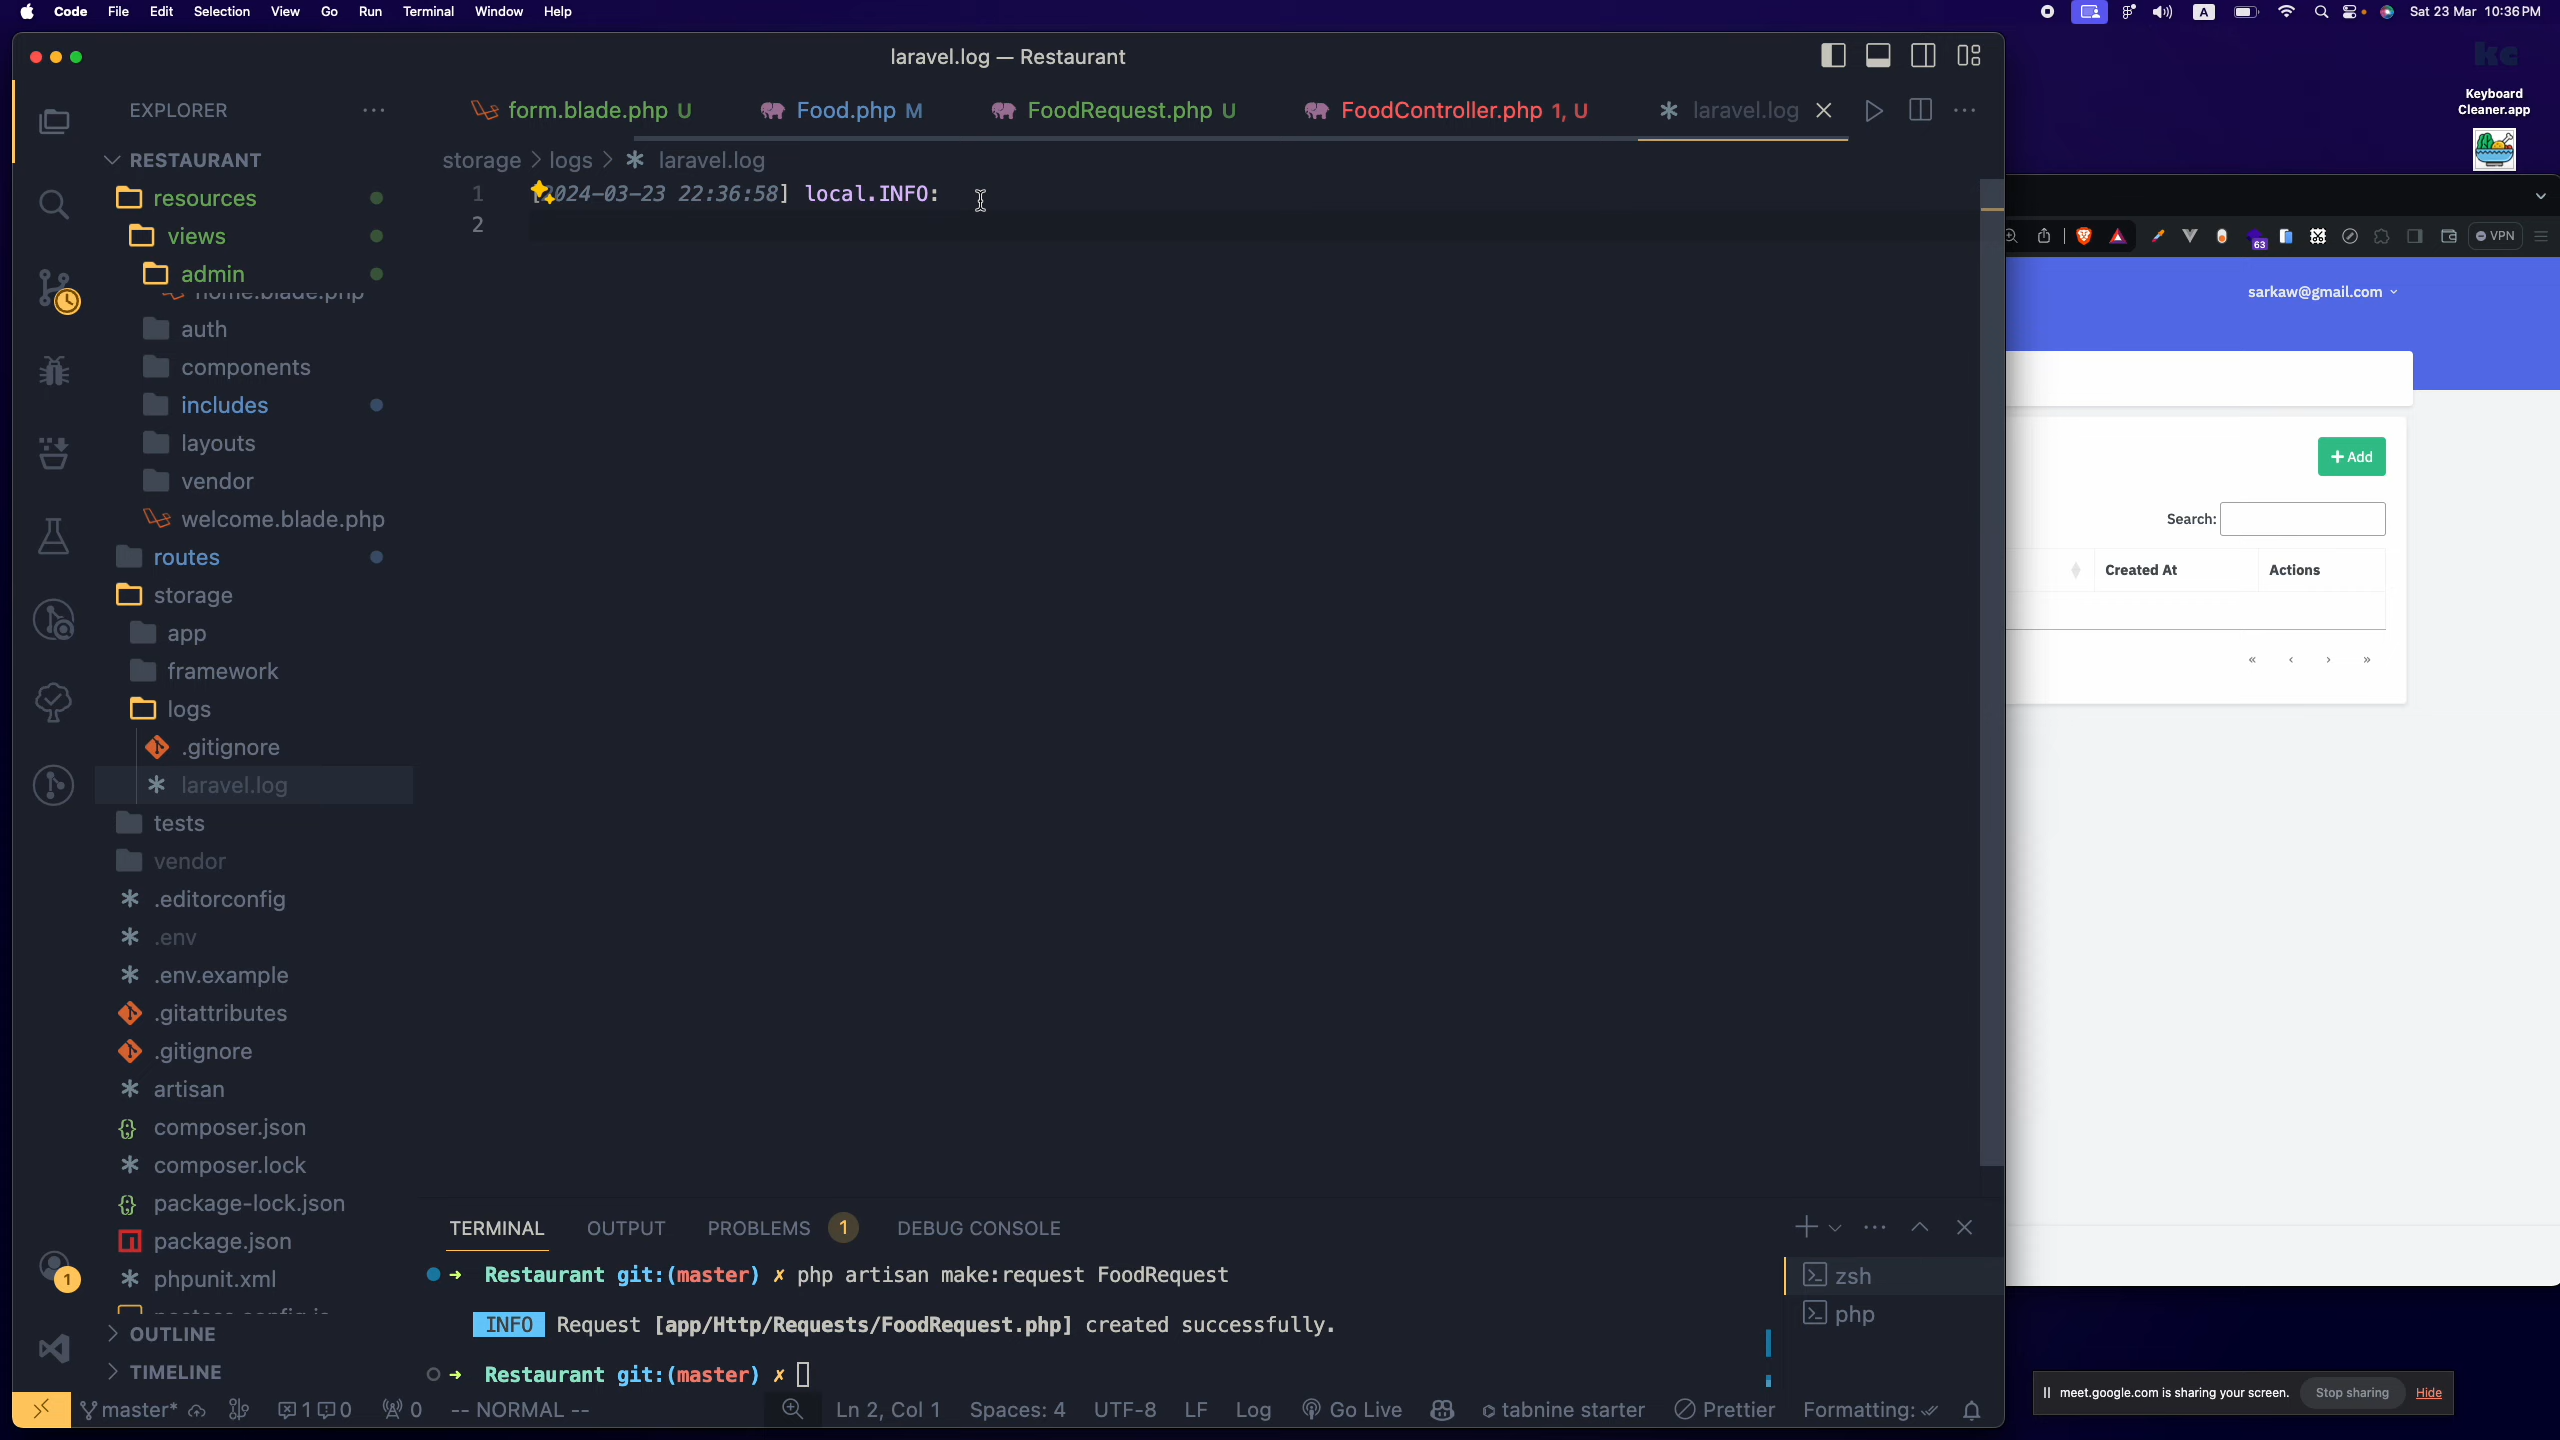 Code File Edit Selection View Go Run Terminal Window Help
A
Sat 23 Mar 10:36 PM
laravel.log — Restaurant
kc
Keyboard
Cleaner.app
EXPLORER
form.blade.php U
Food.php M
FoodRequest.php U
FoodController.php 1, U
laravel.log
RESTAURANT
storage > logs > laravel.log
resources
views
admin
home.blade.php
auth
components
includes
layouts
vendor
welcome.blade.php
routes
storage
app
framework
logs
.gitignore
laravel.log
tests
vendor
.editorconfig
.env
.env.example
.gitattributes
.gitignore
artisan
composer.json
composer.lock
package-lock.json
package.json
phpunit.xml
OUTLINE
TIMELINE
1
1 [2024-03-23 22:36:58] local.INFO:
2
TERMINAL OUTPUT PROBLEMS 1 DEBUG CONSOLE
→ Restaurant git:(master) ✗ php artisan make:request FoodRequest
INFO Request [app/Http/Requests/FoodRequest.php] created successfully.
→ Restaurant git:(master) ✗
zsh
php
master* 1 0 0 -- NORMAL -- Ln 2, Col 1 Spaces: 4 UTF-8 LF Log Go Live tabnine starter Prettier Formatting:
63
VPN
sarkaw@gmail.com
+ Add
Search:
Created At Actions
« ‹ › »
meet.google.com is sharing your screen. Stop sharing Hide